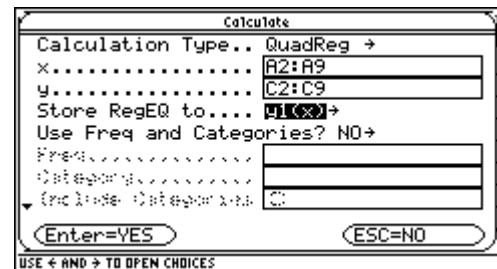 Calculate
Calculation Type.. QuadReg →
x................. A2:A9
y................. C2:C9
Store RegEQ to.... y1(x)→
Use Freq and Categories? NO→
Freq..............
Category..........
Include Categories {}
Enter=YES ESC=NO
USE ← AND → TO OPEN CHOICES